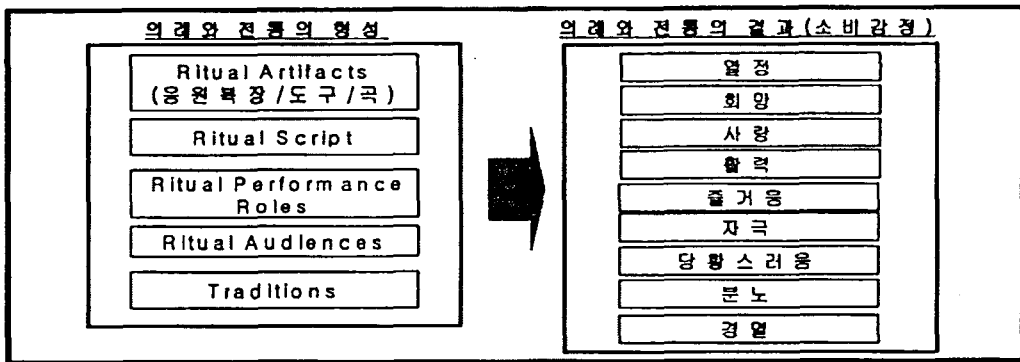 의례와 전통의 형성
Ritual Artifacts
(응원복장/도구/곡)
Ritual Script
Ritual Performance
Roles
Ritual Audiences
Traditions
의례와 전통의 결과(소비감정)
열정
희망
사랑
활력
즐거움
자극
당황스러움
분노
경멸